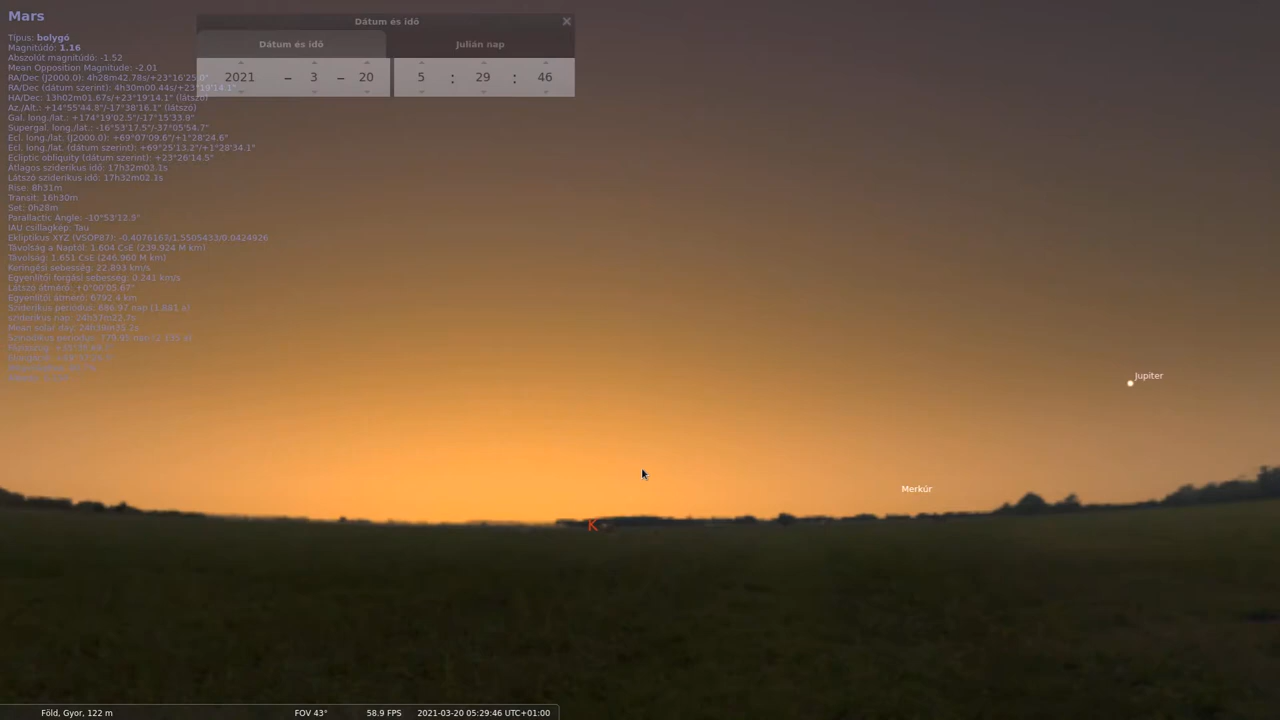 Mars
Dátum és idő
Típus: bolygó
Magnitúdó: 1.16
Dátum és idő
Julián nap
Abszolút magnitúdó: -1.52
Mean Opposition Magnitude: -2.01
RA/Dec (J2000.0): 4h28m42.78s/+23°16'25.0"
2021 – 3 – 20
5 : 29 : 46
RA/Dec (dátum szerint): 4h30m00.44s/+23°19'14.1"
HA/Dec: 13h02m01.67s/+23°19'14.1" (látszó)
Az./Alt.: +14°55'44.8"/-17°38'16.1" (látszó)
Gal. long./lat.: +174°19'02.5"/-17°15'33.9"
Supergal. long./lat.: -16°53'17.5"/-37°05'54.7"
Ecl. long./lat. (J2000.0): +69°07'09.6"/+1°28'24.6"
Ecl. long./lat. (dátum szerint): +69°25'13.2"/+1°28'34.1"
Ecliptic obliquity (dátum szerint): +23°26'14.5"
Átlagos sziderikus idő: 17h32m03.1s
Látszó sziderikus idő: 17h32m02.1s
Rise: 8h31m
Transit: 16h30m
Set: 0h28m
Parallactic Angle: -10°53'12.9"
IAU csillagkép: Tau
Ekliptikus XYZ (VSOP87): -0.4076167/1.5505433/0.0424926
Távolság a Naptól: 1.604 CsE (239.924 M km)
Távolság: 1.651 CsE (246.960 M km)
Keringési sebesség: 22.893 km/s
Egyenlítői forgási sebesség: 0.241 km/s
Látszó átmérő: +0°00'05.67"
Egyenlítői átmérő: 6792.4 km
Sziderikus periódus: 686.97 nap (1.881 a)
sziderikus nap: 24h37m22.7s
Mean solar day: 24h39m35.2s
Szinodikus periódus: 779.95 nap (2.135 a)
Jupiter
Merkúr
K
Föld, Gyor, 122 m
FOV 43°
58.9 FPS
2021-03-20 05:29:46 UTC+01:00